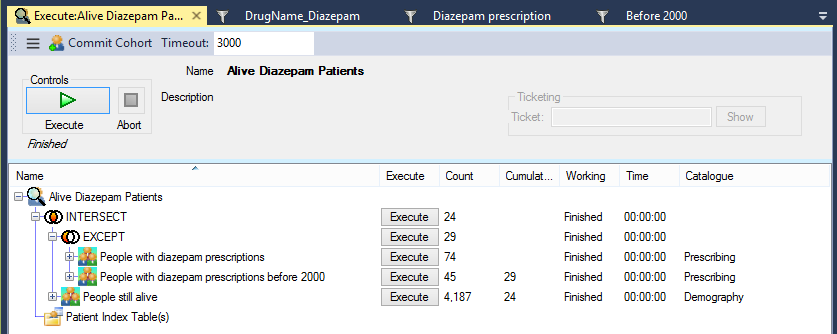 Execute:Alive Diazepam Pa... DrugName_Diazepam Diazepam prescription Before 2000
Commit Cohort Timeout: 3000
Name Alive Diazepam Patients
Controls
Execute Abort
Finished
Description
Ticketing
Ticket: Show
Name Execute Count Cumulat... Working Time Catalogue
Alive Diazepam Patients
INTERSECT Execute 24 Finished 00:00:00
EXCEPT Execute 29 Finished 00:00:00
People with diazepam prescriptions Execute 74 Finished 00:00:00 Prescribing
People with diazepam prescriptions before 2000 Execute 45 29 Finished 00:00:00 Prescribing
People still alive Execute 4,187 24 Finished 00:00:00 Demography
Patient Index Table(s)